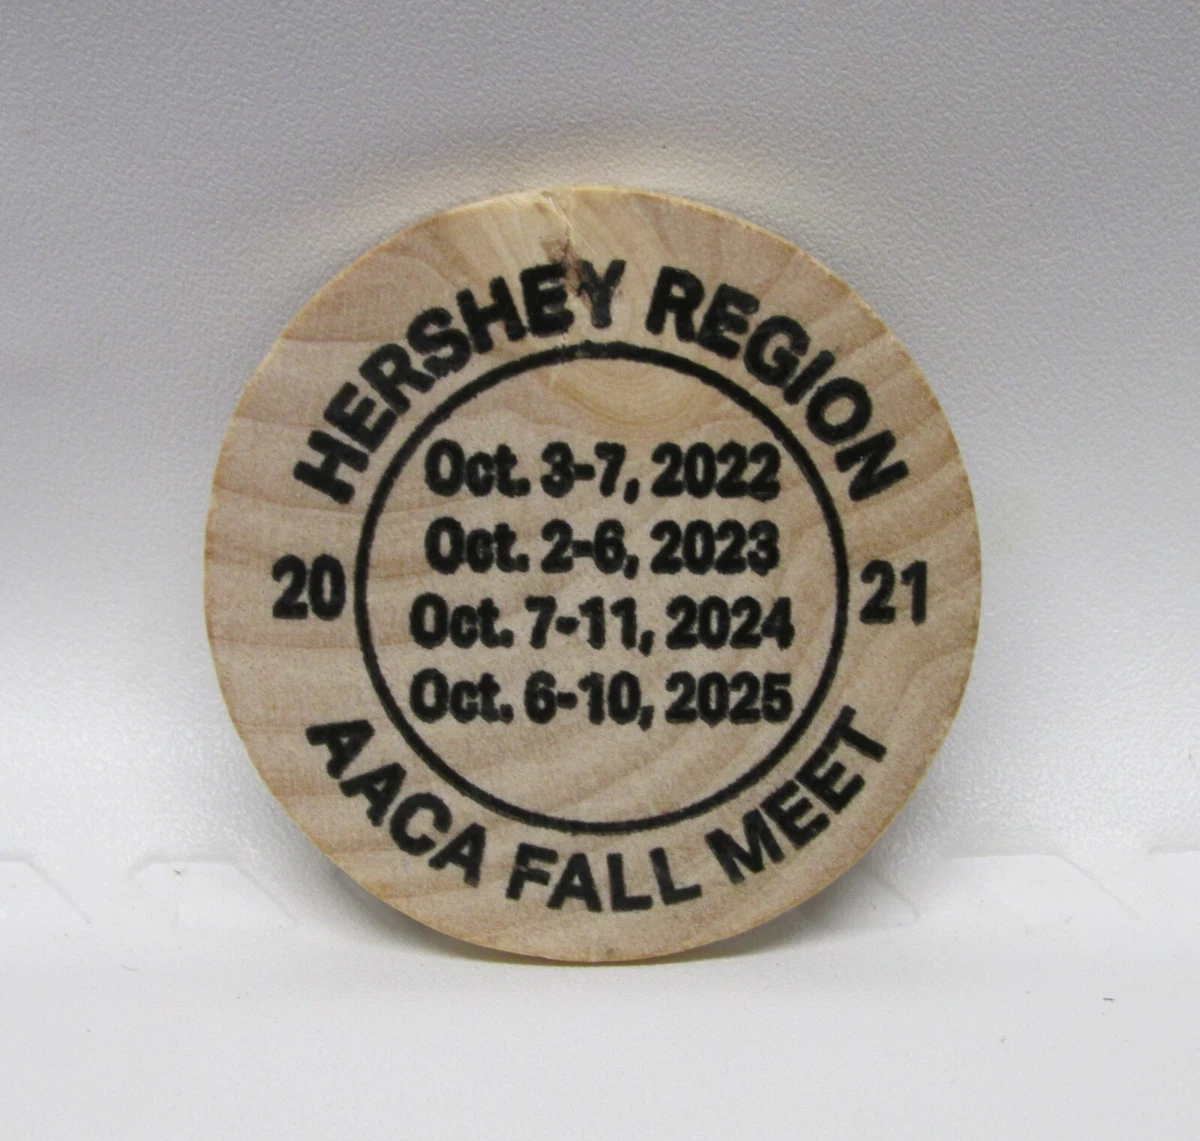 HERSHEY REGION
Oct. 3-7, 2022
Oct. 2-6, 2023
20 21
Oct. 7-11, 2024
Oct. 6-10, 2025
AACA FALL MEET